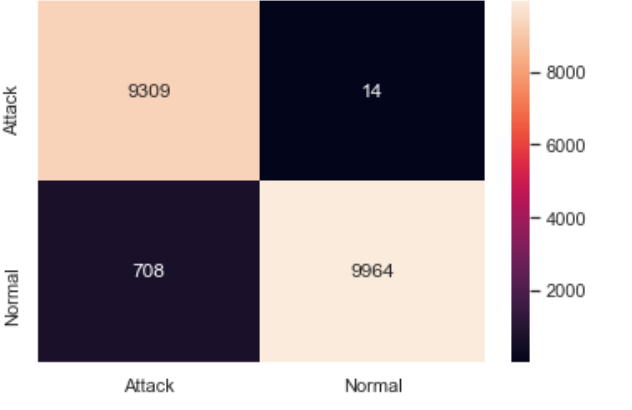 9309 14
708 9964
Attack
Normal
Attack Normal
8000
6000
4000
2000